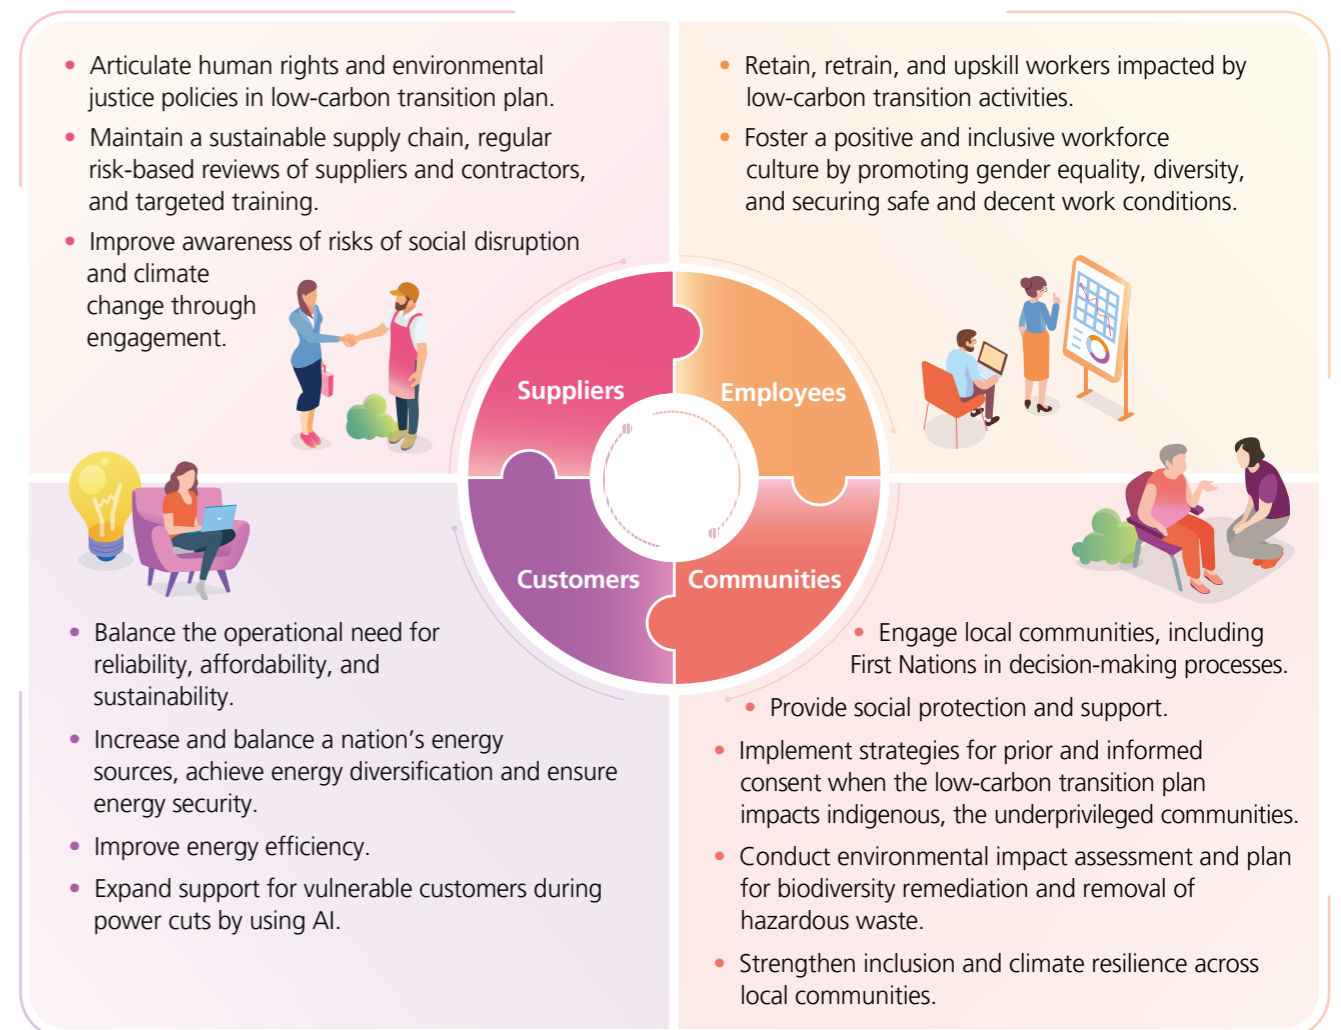 • Articulate human rights and environmental
justice policies in low-carbon transition plan.
• Maintain a sustainable supply chain, regular
risk-based reviews of suppliers and contractors,
and targeted training.
• Improve awareness of risks of social disruption
and climate
change through
engagement.
• Retain, retrain, and upskill workers impacted by
low-carbon transition activities.
• Foster a positive and inclusive workforce
culture by promoting gender equality, diversity,
and securing safe and decent work conditions.
Suppliers
Employees
Customers
Communities
• Balance the operational need for
reliability, affordability, and
sustainability.
• Increase and balance a nation’s energy
sources, achieve energy diversification and ensure
energy security.
• Improve energy efficiency.
• Expand support for vulnerable customers during
power cuts by using AI.
• Engage local communities, including
First Nations in decision-making processes.
• Provide social protection and support.
• Implement strategies for prior and informed
consent when the low-carbon transition plan
impacts indigenous, the underprivileged communities.
• Conduct environmental impact assessment and plan
for biodiversity remediation and removal of
hazardous waste.
• Strengthen inclusion and climate resilience across
local communities.